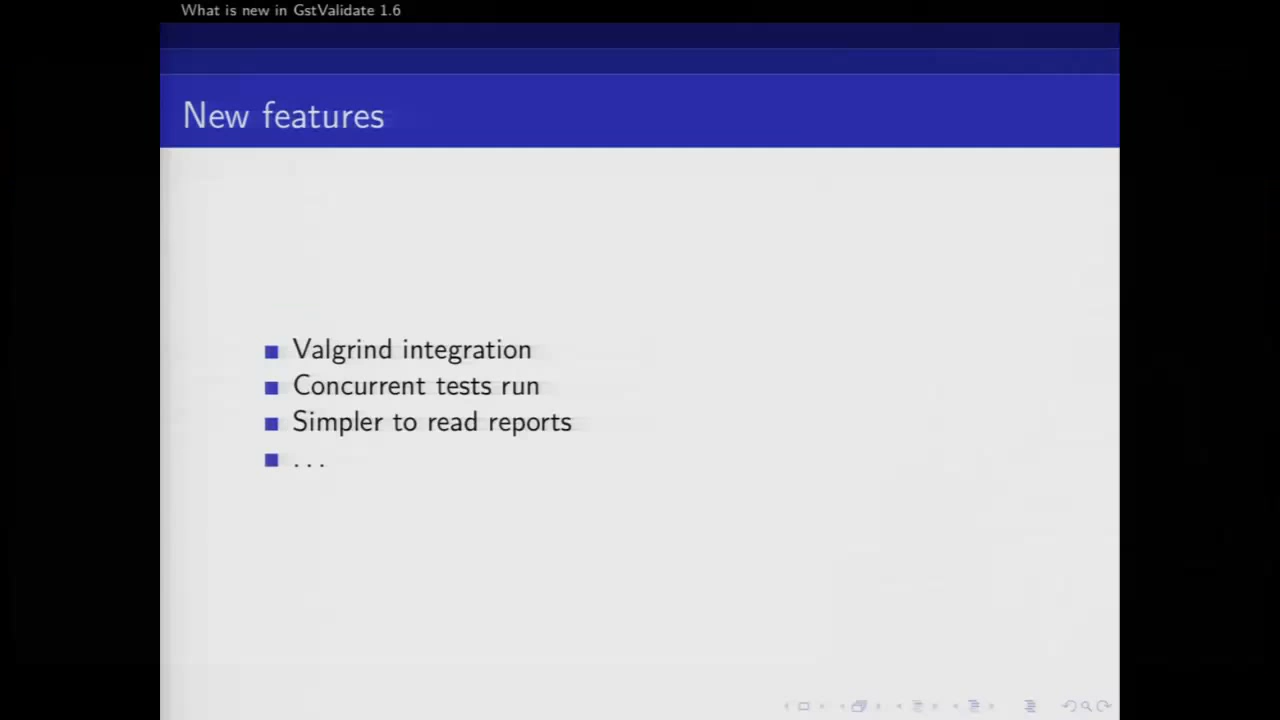 What is new in GstValidate 1.6
New features
Valgrind integration
Concurrent tests run
Simpler to read reports
. . .